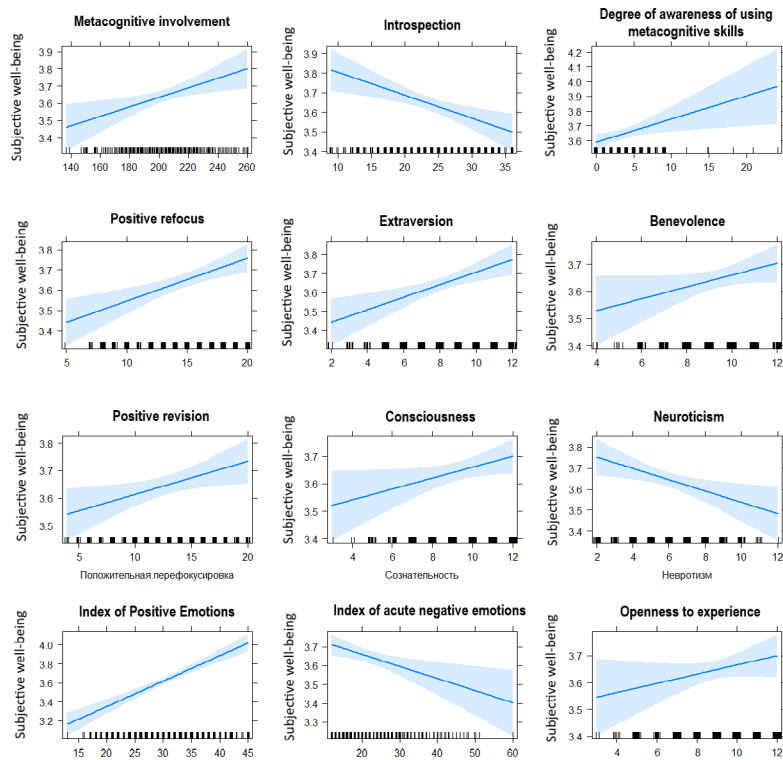 Metacognitive involvement
Subjective well-being
3.9
3.8
3.7
3.6
3.5
3.4
140 160 180 200 220 240 260
Introspection
Subjective well-being
3.9
3.8
3.7
3.6
3.5
3.4
10 15 20 25 30 35
Degree of awareness of using
metacognitive skills
Subjective well-being
4.2
4.1
4.0
3.9
3.8
3.7
3.6
0 5 10 15 20
Positive refocus
Subjective well-being
3.8
3.7
3.6
3.5
3.4
5 10 15 20
Extraversion
Subjective well-being
3.8
3.7
3.6
3.5
3.4
2 4 6 8 10 12
Benevolence
Subjective well-being
3.7
3.6
3.5
3.4
4 6 8 10 12
Positive revision
Subjective well-being
3.8
3.7
3.6
3.5
5 10 15 20
Положительная.перефокусировка
Consciousness
Subjective well-being
3.8
3.7
3.6
3.5
3.4
4 6 8 10 12
Сознательность
Neuroticism
Subjective well-being
3.8
3.7
3.6
3.5
3.4
2 4 6 8 10 12
Невротизм
Index of Positive Emotions
Subjective well-being
4.0
3.8
3.6
3.4
3.2
15 20 25 30 35 40 45
Index of acute negative emotions
Subjective well-being
3.7
3.6
3.5
3.4
3.3
20 30 40 50 60
Openness to experience
Subjective well-being
3.7
3.6
3.5
3.4
4 6 8 10 12